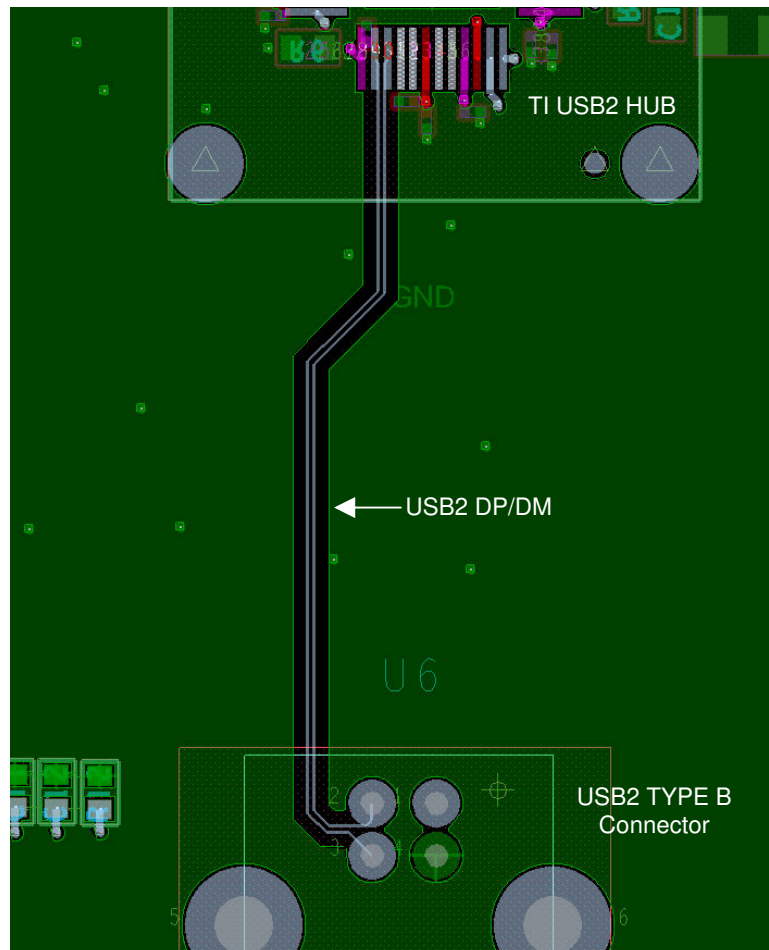 TI USB2 HUB
GND
USB2 DP/DM
U6
USB2 TYPE B
Connector
2 1
3 4
5 6